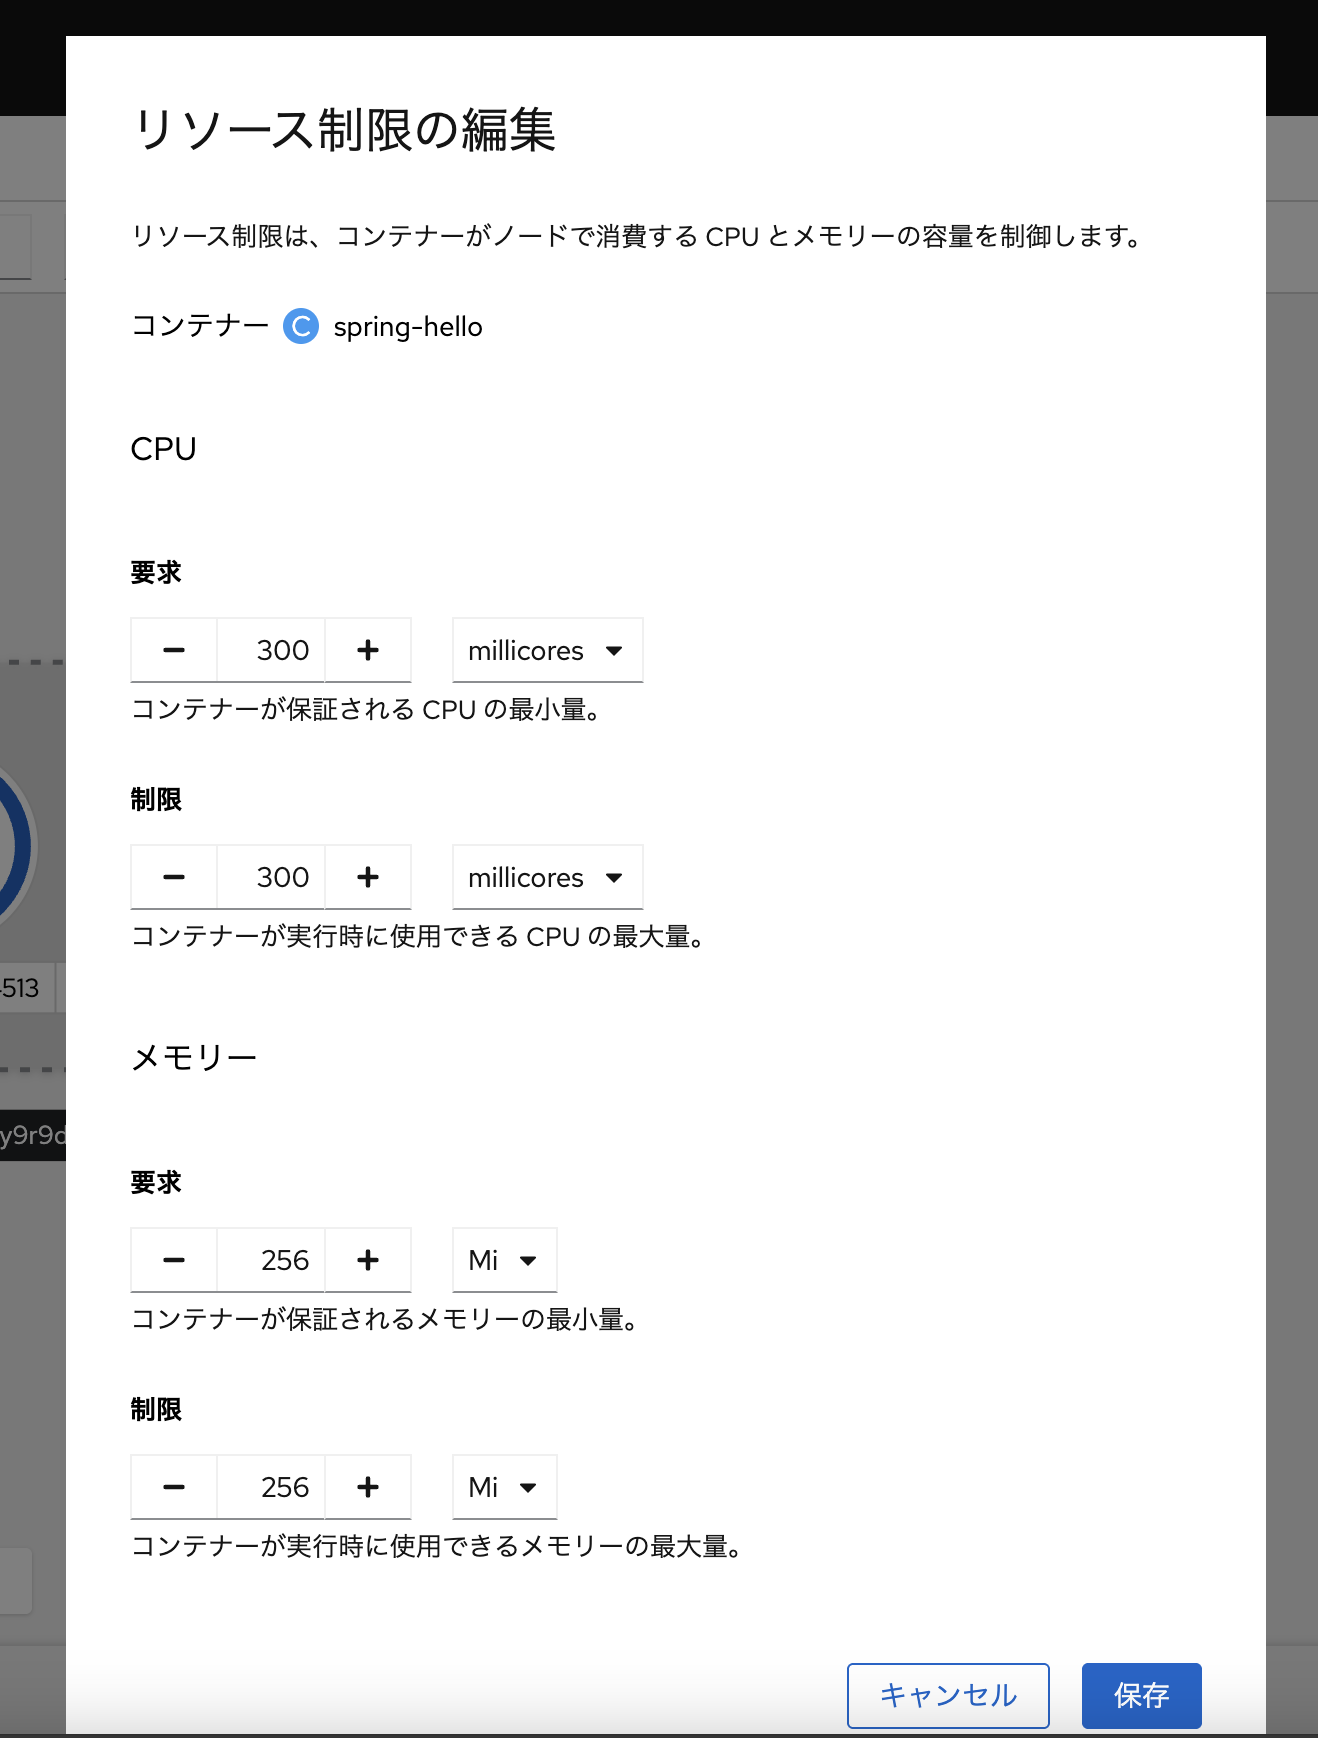 リソース制限の編集
リソース制限は、コンテナーがノードで消費する CPU とメモリーの容量を制御します。
コンテナー C spring-hello
CPU
要求
300 millicores
コンテナーが保証される CPU の最小量。
制限
300 millicores
コンテナーが実行時に使用できる CPU の最大量。
4513
メモリー
y9r9d
要求
256 Mi
コンテナーが保証されるメモリーの最小量。
制限
256 Mi
コンテナーが実行時に使用できるメモリーの最大量。
キャンセル 保存